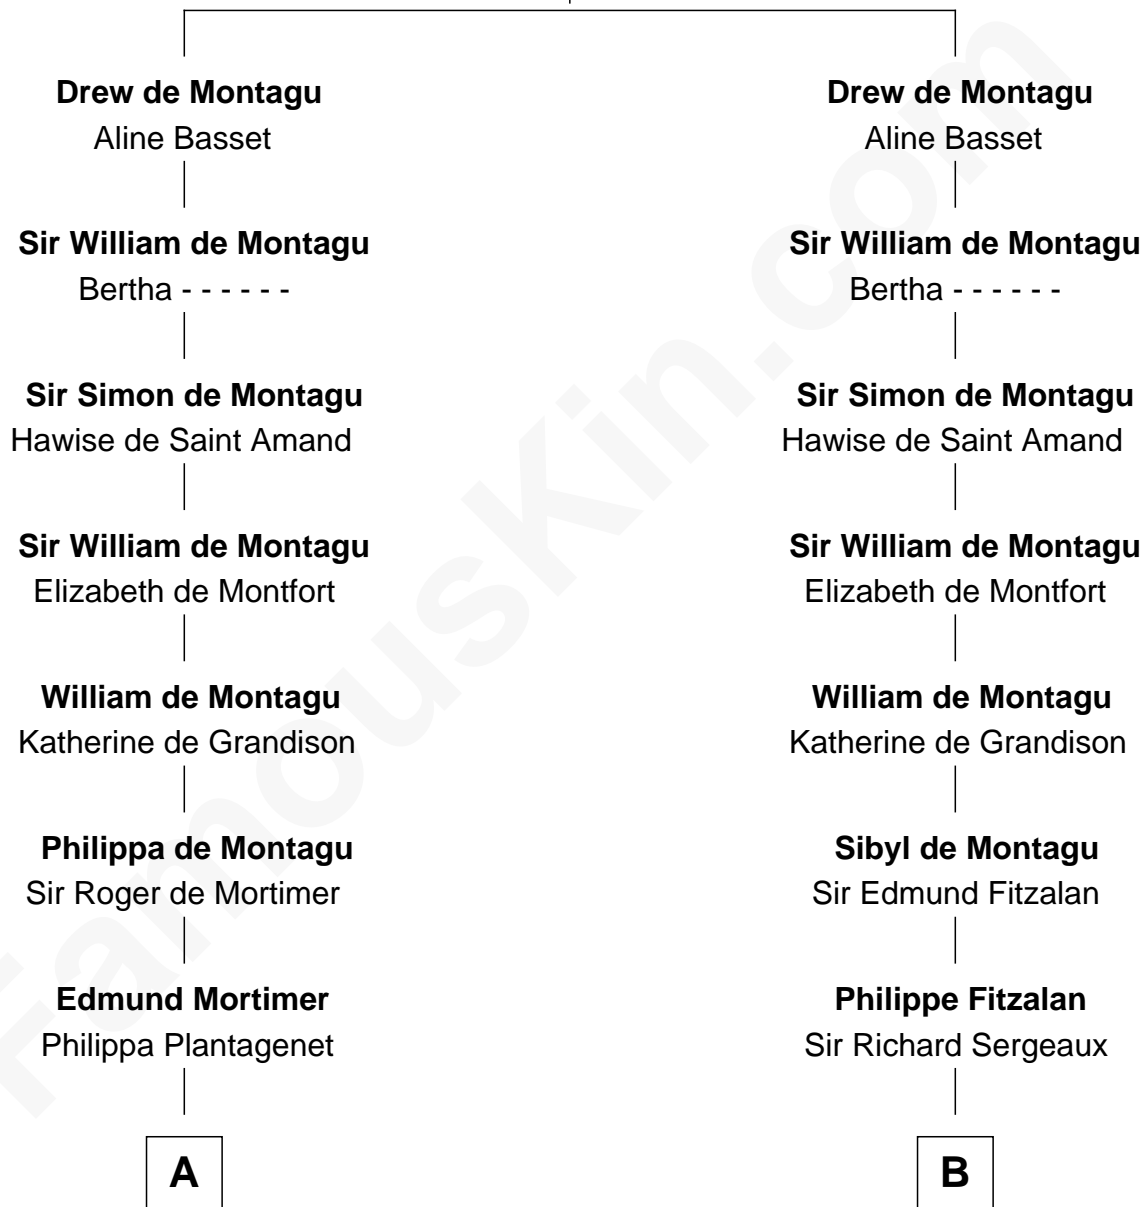 Drew de Montagu
Aline Basset
Sir William de Montagu
Bertha - - - - - -
Sir Simon de Montagu
Hawise de Saint Amand
Sir William de Montagu
Elizabeth de Montfort
William de Montagu
Katherine de Grandison
Philippa de Montagu
Sir Roger de Mortimer
Edmund Mortimer
Philippa Plantagenet
A
Drew de Montagu
Aline Basset
Sir William de Montagu
Bertha - - - - - -
Sir Simon de Montagu
Hawise de Saint Amand
Sir William de Montagu
Elizabeth de Montfort
William de Montagu
Katherine de Grandison
Sibyl de Montagu
Sir Edmund Fitzalan
Philippe Fitzalan
Sir Richard Sergeaux
B
FamousKin.com